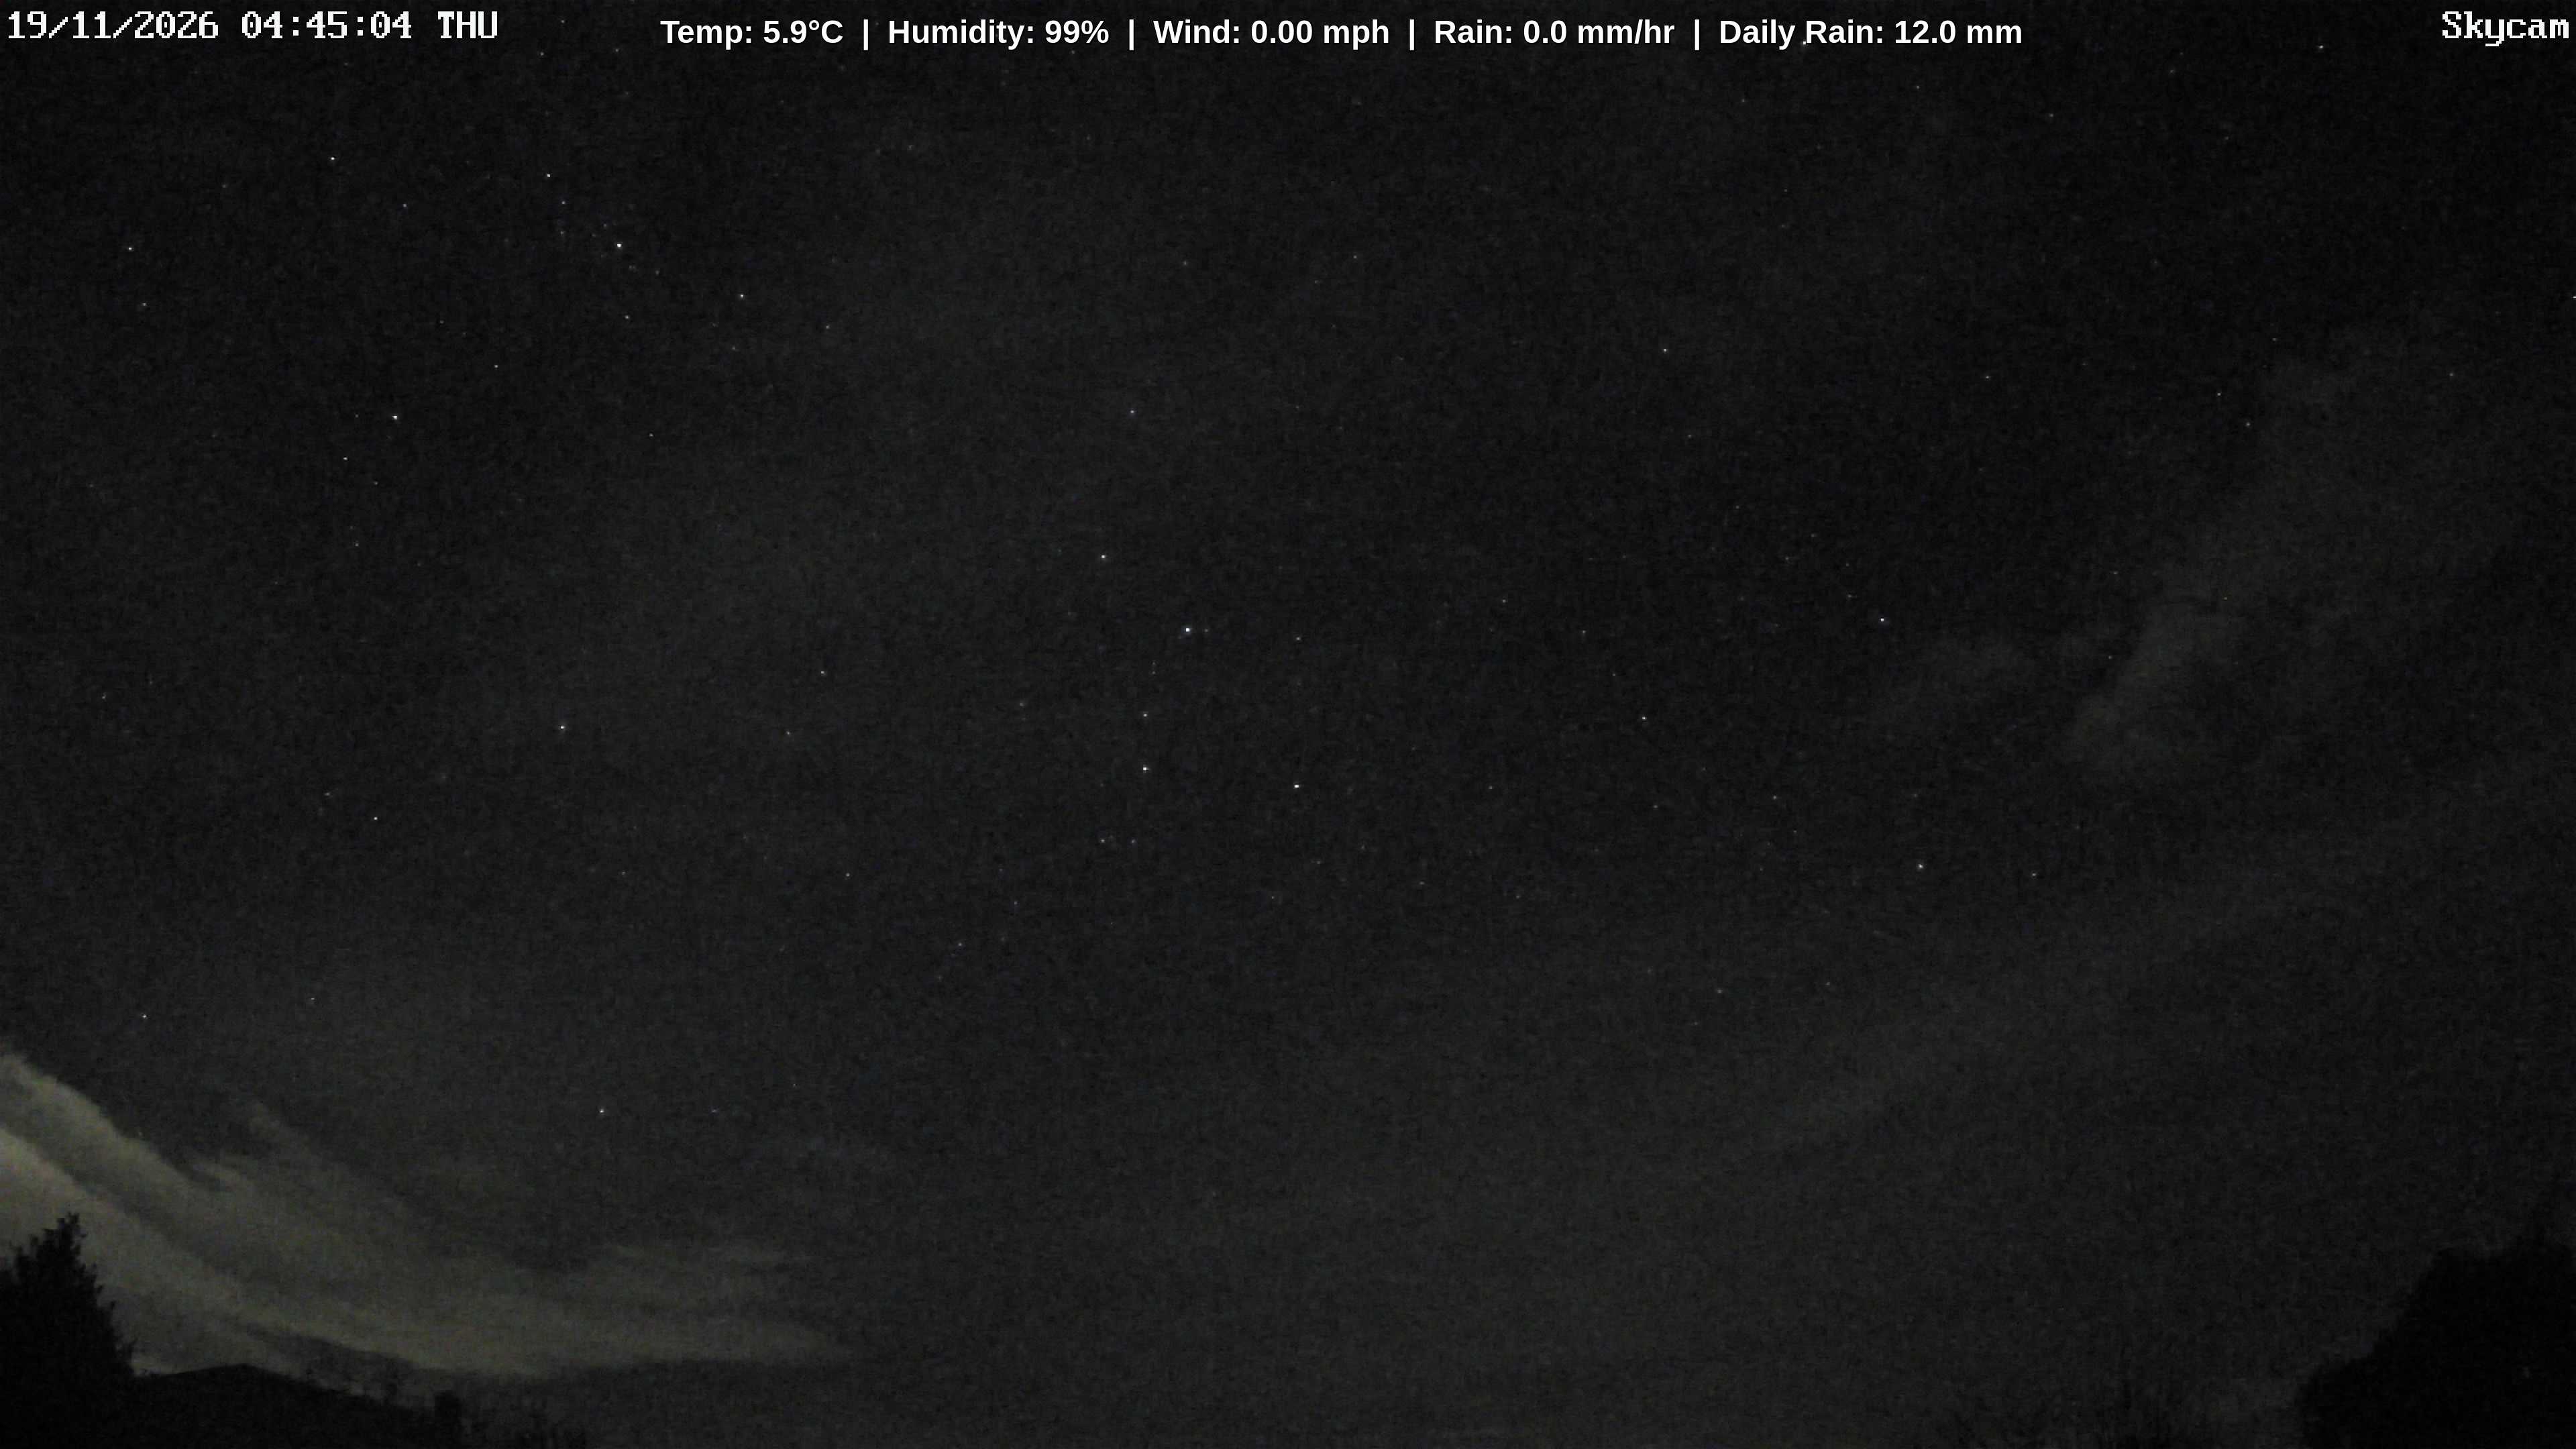 19/11/2026 04:45:04 THU
Temp: 5.9°C | Humidity: 99% | Wind: 0.00 mph | Rain: 0.0 mm/hr | Daily Rain: 12.0 mm
Skycam